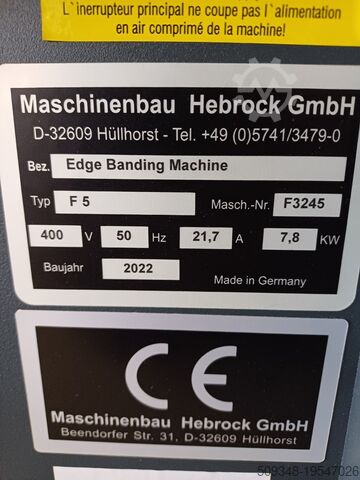 L`inerrupteur principal ne coupe pas l`alimentation
en air comprimé de la machine!
Maschinenbau Hebrock GmbH
D-32609 Hüllhorst - Tel. +49 (0)5741/3479-0
Bez. Edge Banding Machine
Typ F 5 Masch.-Nr. F3245
400 V 50 Hz 21,7 A 7,8 KW
Baujahr 2022 Made in Germany
CE
Maschinenbau Hebrock GmbH
Beendorfer Str. 31, D-32609 Hüllhorst
509348-19547026